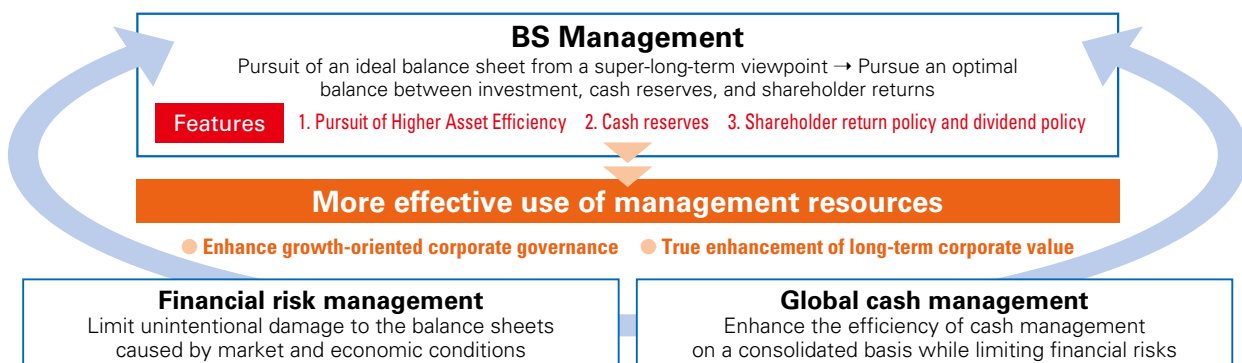 BS Management
Pursuit of an ideal balance sheet from a super-long-term viewpoint → Pursue an optimal
balance between investment, cash reserves, and shareholder returns
Features 1. Pursuit of Higher Asset Efficiency 2. Cash reserves 3. Shareholder return policy and dividend policy
More effective use of management resources
● Enhance growth-oriented corporate governance ● True enhancement of long-term corporate value
Financial risk management
Limit unintentional damage to the balance sheets
caused by market and economic conditions
Global cash management
Enhance the efficiency of cash management
on a consolidated basis while limiting financial risks